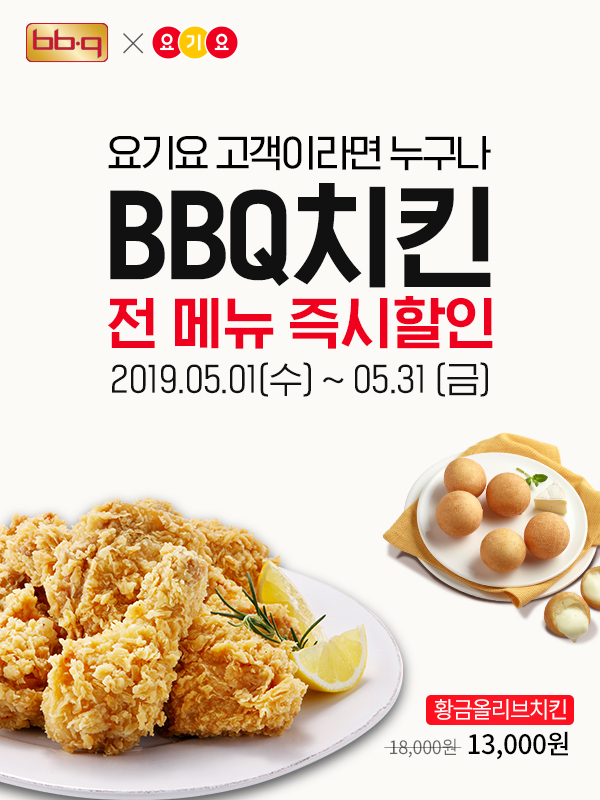 bb·q × 요기요
요기요 고객이라면 누구나
BBQ치킨
전 메뉴 즉시할인
2019.05.01(수) ~ 05.31 (금)
황금올리브치킨
18,000원 13,000원